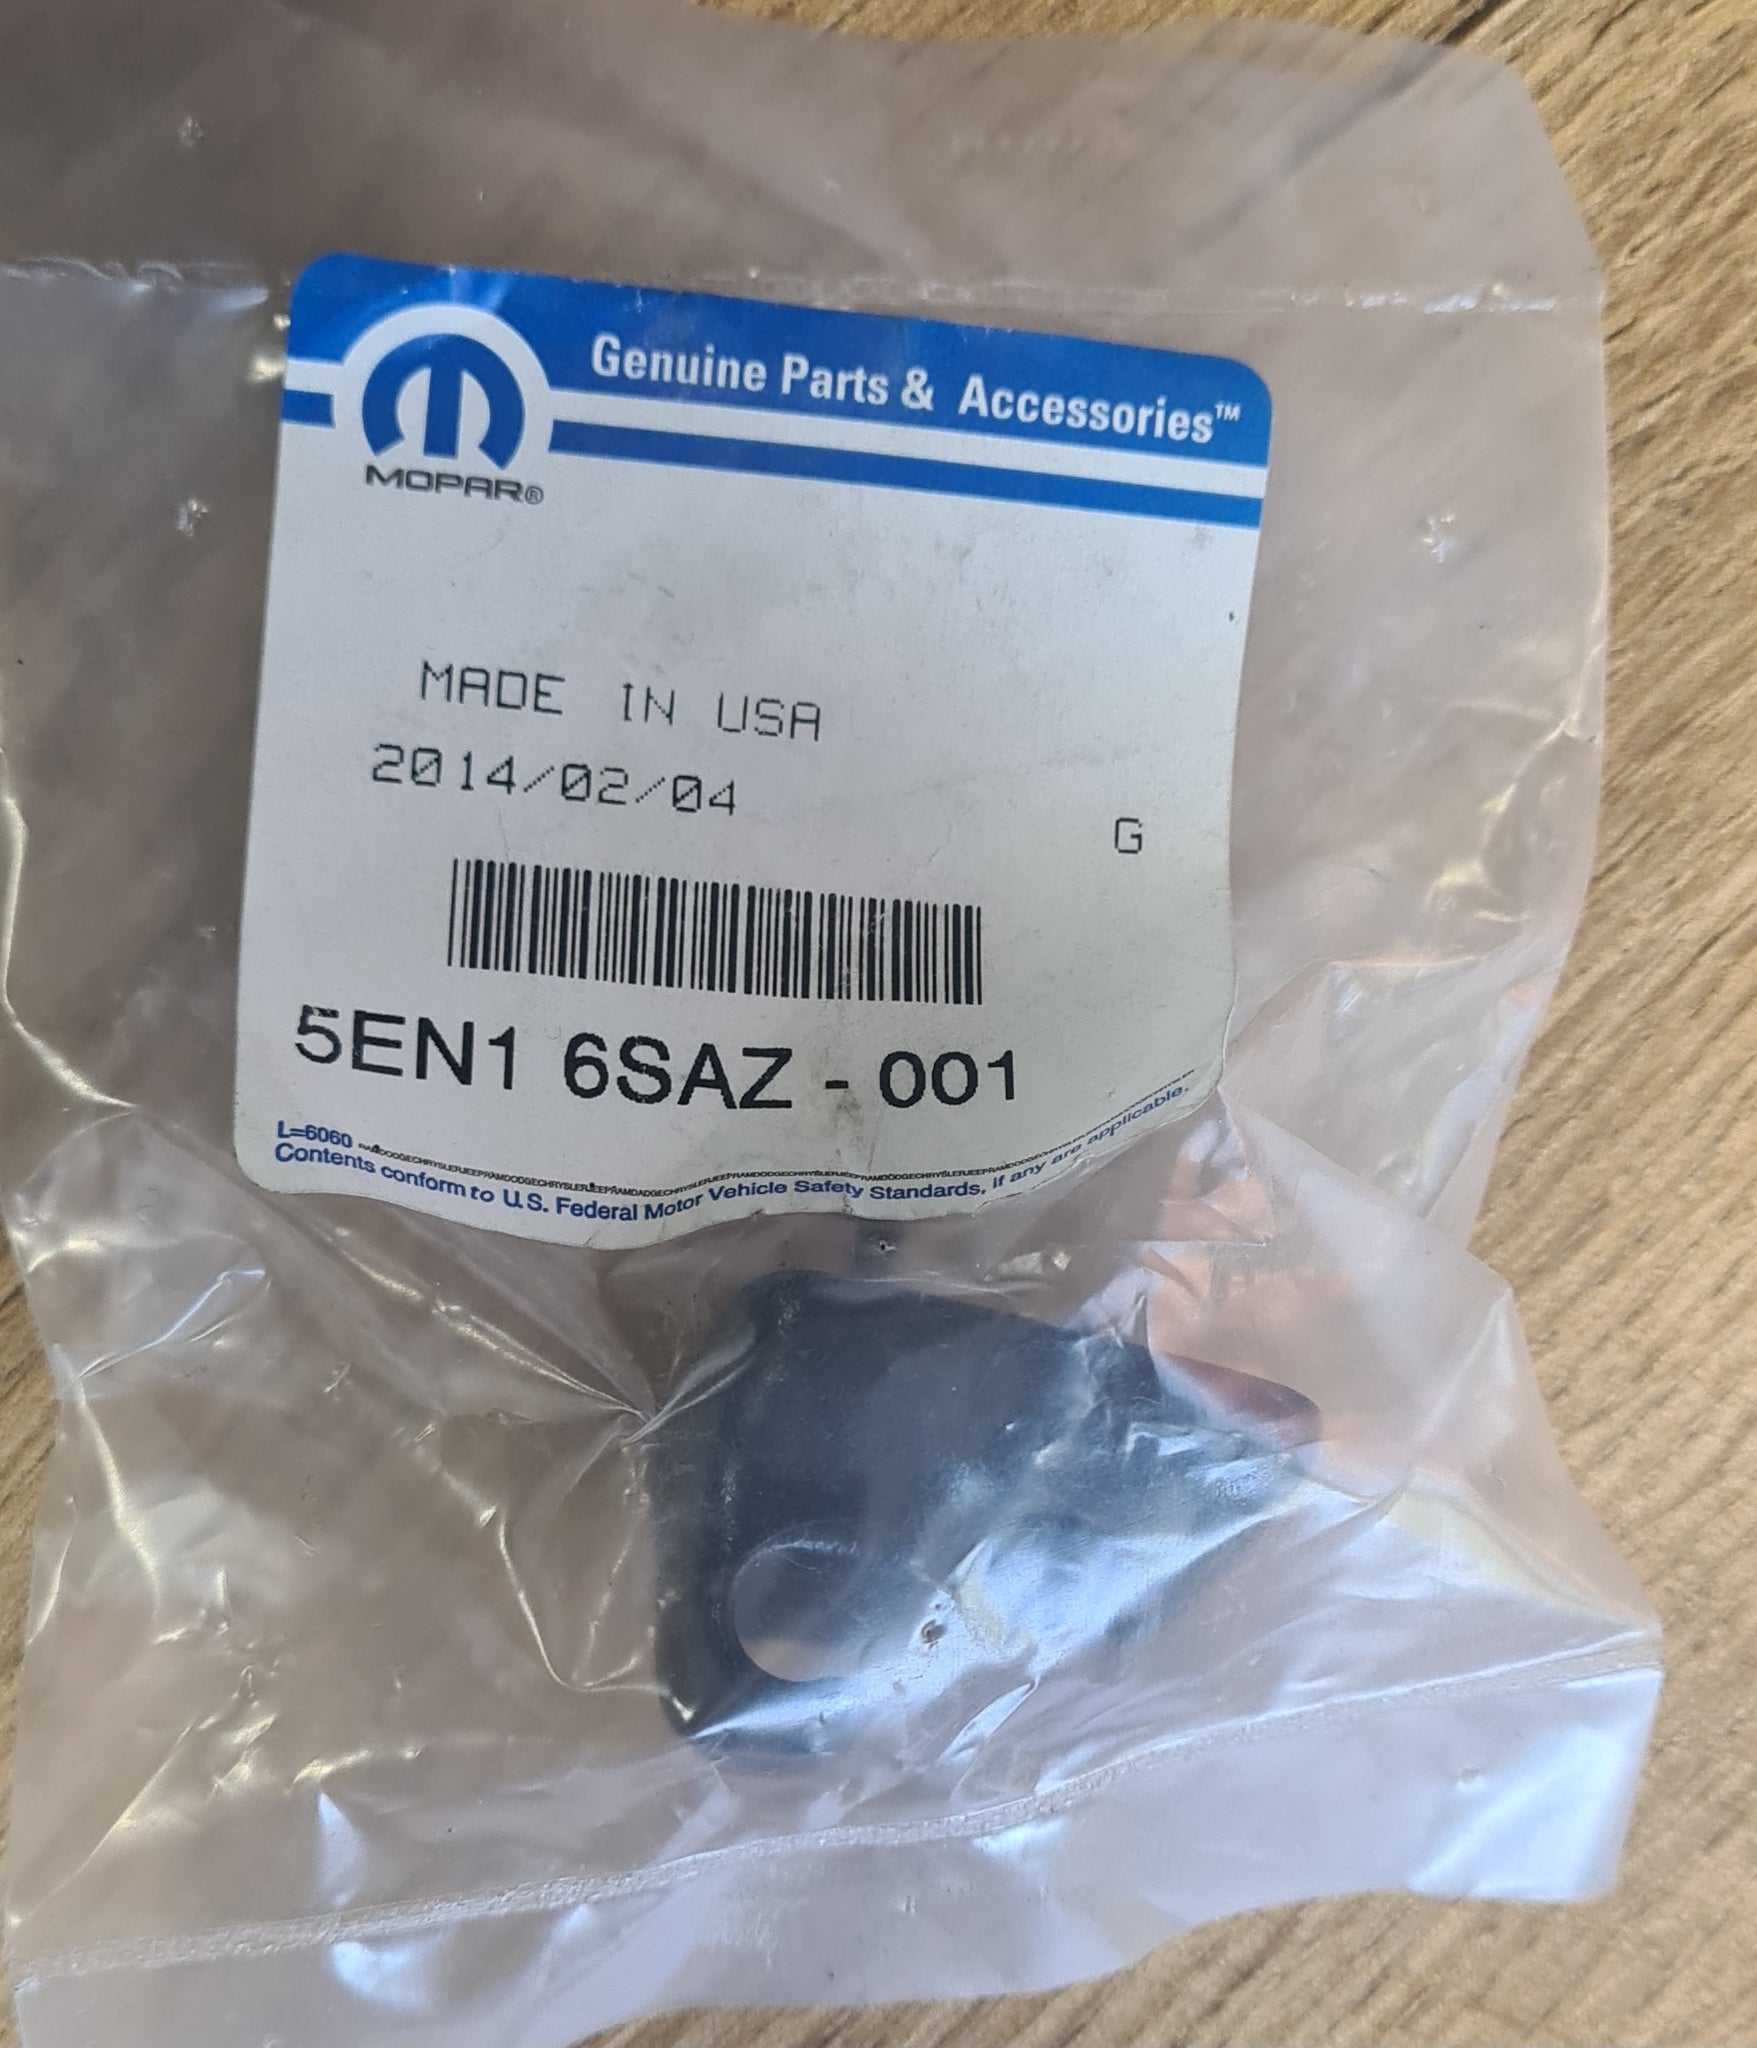 Genuine Parts & Accessories™
MOPAR®
MADE IN USA
2014/02/04
G
5EN1 6SAZ - 001
L=6060
Contents conform to U.S. Federal Motor Vehicle Safety Standards, if any are applicable.